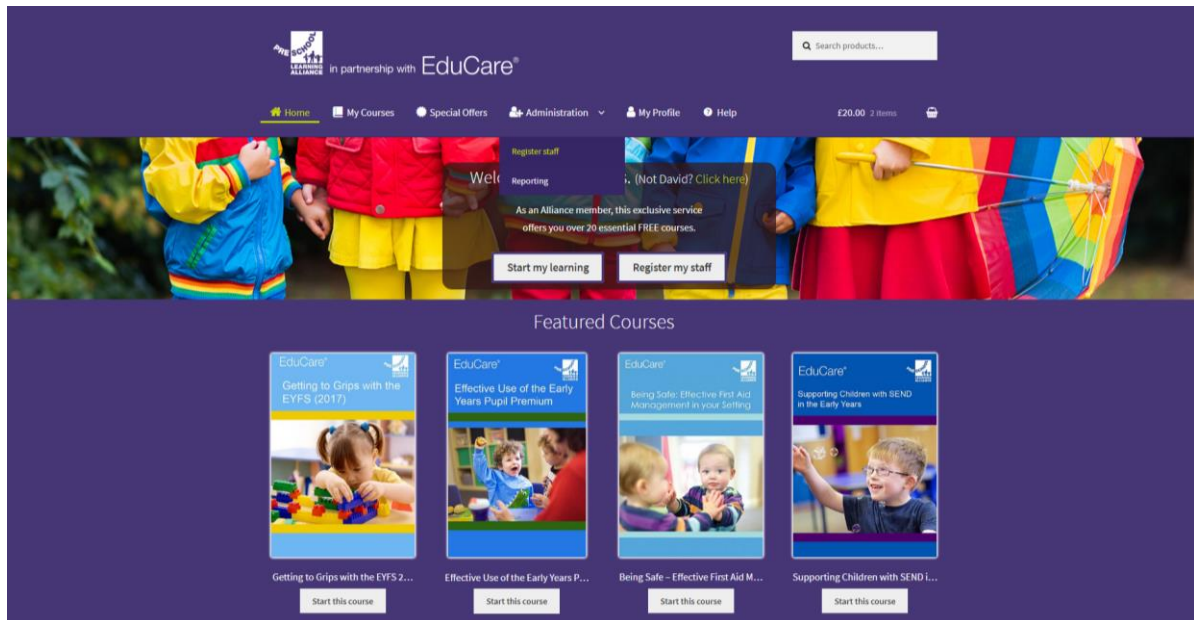 PRE-SCHOOL
LEARNING
ALLIANCE
in partnership with EduCare®
Search products...
Home My Courses Special Offers Administration My Profile Help £20.00 2 items
Register staff
Reporting
Welc s. (Not David? Click here)
As an Alliance member, this exclusive service
offers you over 20 essential FREE courses.
Start my learning Register my staff
Featured Courses
EduCare®
Getting to Grips with the
EYFS (2017)
EduCare®
Effective Use of the Early
Years Pupil Premium
EduCare®
Being Safe: Effective First Aid
Management in your Setting
EduCare®
Supporting Children with SEND
in the Early Years
Getting to Grips with the EYFS 2...
Effective Use of the Early Years P...
Being Safe – Effective First Aid M...
Supporting Children with SEND i...
Start this course
Start this course
Start this course
Start this course